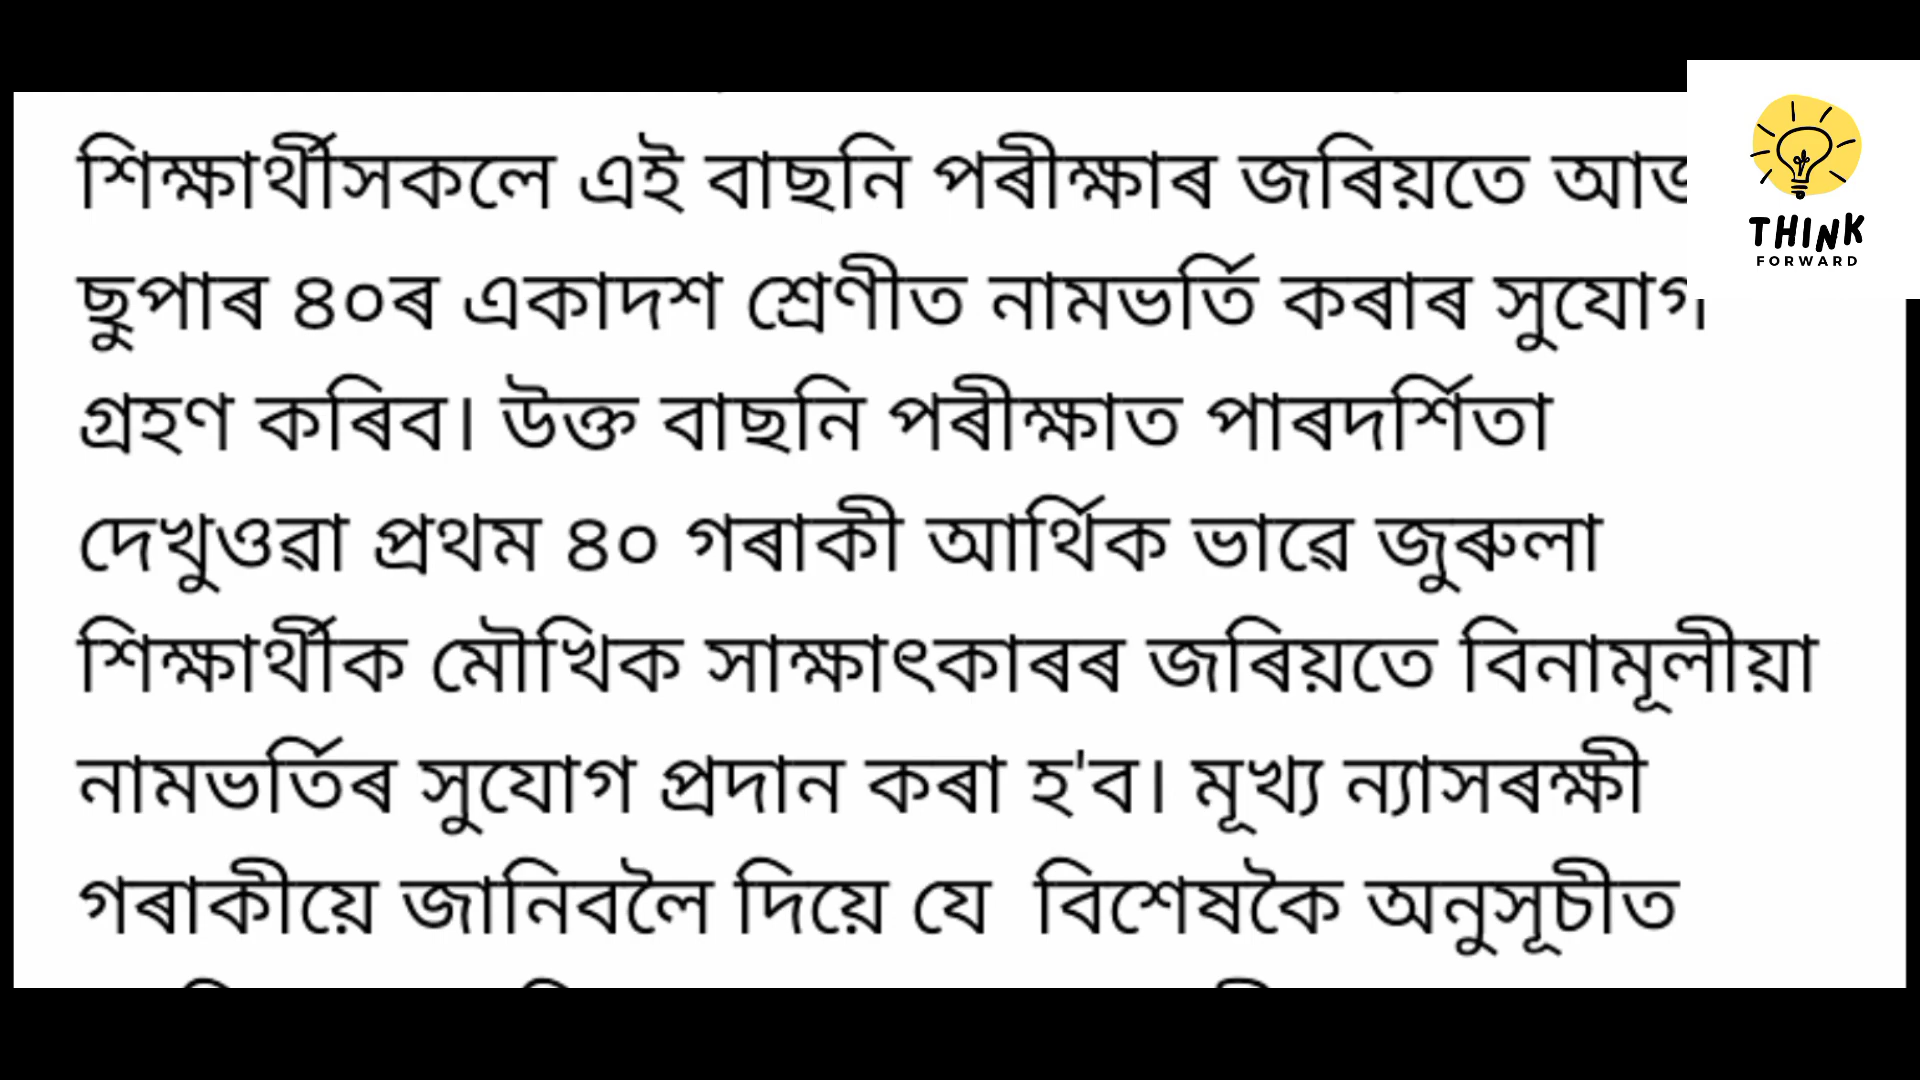 শিক্ষাৰ্থীসকলে এই বাছনি পৰীক্ষাৰ জৰিয়তে
ছুপাৰ ৪০ৰ একাদশ শ্ৰেণীত নামভৰ্তি কৰাৰ সুযোগ
গ্ৰহণ কৰিব। উক্ত বাছনি পৰীক্ষাত পাৰদৰ্শিতা
দেখুওৱা প্ৰথম ৪০ গৰাকী আৰ্থিক ভাৱে জুৰুলা
শিক্ষাৰ্থীক মৌখিক সাক্ষাৎকাৰৰ জৰিয়তে বিনামূলীয়া
নামভৰ্তিৰ সুযোগ প্ৰদান কৰা হ'ব। মূখ্য ন্যাসৰক্ষী
গৰাকীয়ে জানিবলৈ দিয়ে যে বিশেষকৈ অনুসূচীত
THINK
FORWARD